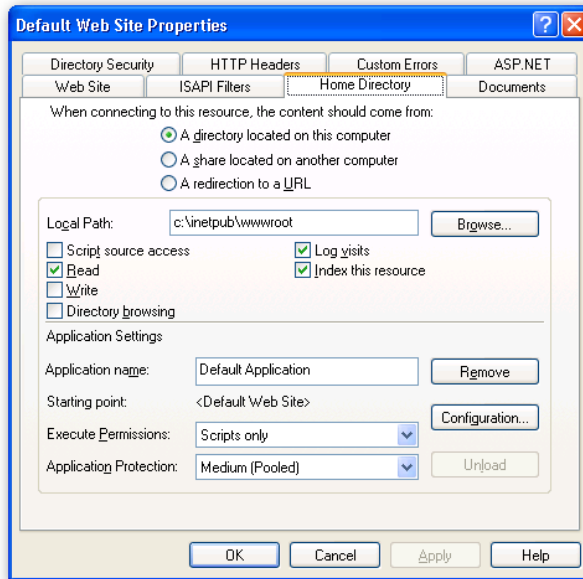 Default Web Site Properties
Directory Security HTTP Headers Custom Errors ASP.NET
Web Site ISAPI Filters Home Directory Documents
When connecting to this resource, the content should come from:
A directory located on this computer
A share located on another computer
A redirection to a URL
Local Path: c:\inetpub\wwwroot Browse...
Script source access Log visits
Read Index this resource
Write
Directory browsing
Application Settings
Application name: Default Application Remove
Starting point: <Default Web Site>
Configuration...
Execute Permissions: Scripts only
Application Protection: Medium (Pooled) Unload
OK Cancel Apply Help